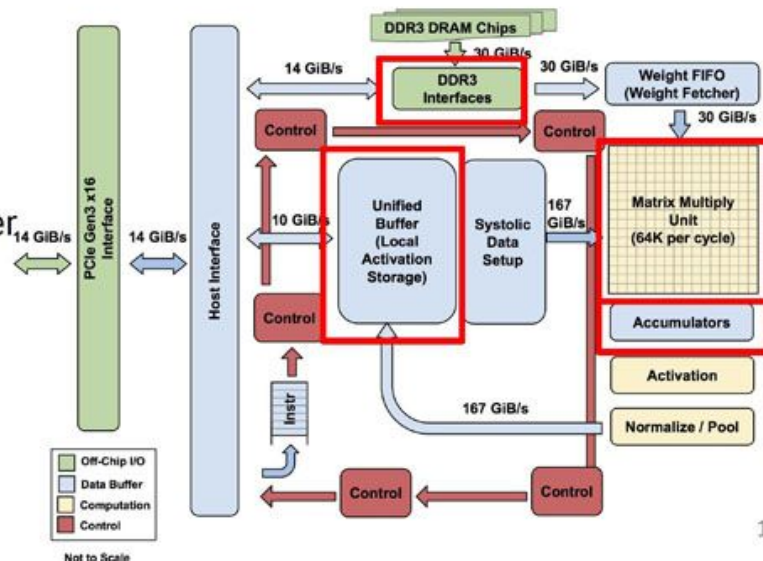 DDR3 DRAM Chips
30 GiB/s
14 GiB/s
DDR3
Interfaces
30 GiB/s
Weight FIFO
(Weight Fetcher)
30 GiB/s
Control
Control
er
14 GiB/s
PCIe Gen3 x16
Interface
14 GiB/s
Host Interface
10 GiB/s
Unified
Buffer
(Local
Activation
Storage)
Systolic
Data
Setup
167
GiB/s
Matrix Multiply
Unit
(64K per cycle)
Control
Accumulators
Activation
Instr
167 GiB/s
Normalize / Pool
Off-Chip I/O
Data Buffer
Computation
Control
Control
Control
Not to Scale
1